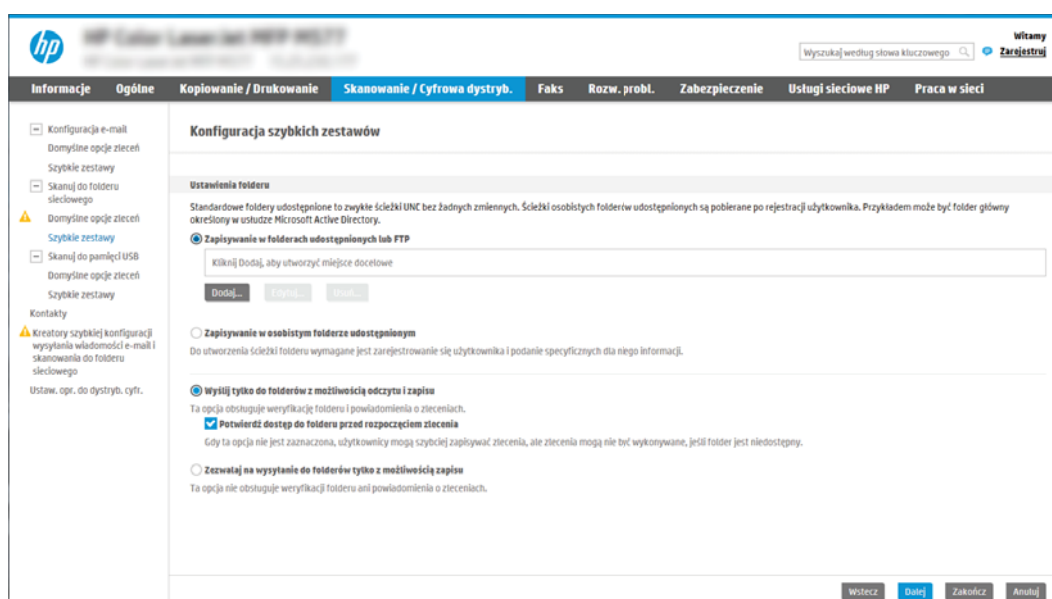 hp
HP Color LaserJet MFP M577
Witamy
Wyszukaj według słowa kluczowego
Zarejestruj
Informacje Ogólne Kopiowanie / Drukowanie Skanowanie / Cyfrowa dystryb. Faks Rozw. probl. Zabezpieczenie Usługi sieciowe HP Praca w sieci
Konfiguracja e-mail
Domyślne opcje zleceń
Szybkie zestawy
Skanuj do folderu
sieciowego
Domyślne opcje zleceń
Szybkie zestawy
Skanuj do pamięci USB
Domyślne opcje zleceń
Szybkie zestawy
Kontakty
Kreatory szybkiej konfiguracji
wysyłania wiadomości e-mail i
skanowania do folderu
sieciowego
Ustaw. opr. do dystryb. cyfr.
Konfiguracja szybkich zestawów
Ustawienia folderu
Standardowe foldery udostępnione to zwykłe ścieżki UNC bez żadnych zmiennych. Ścieżki osobistych folderów udostępnionych są pobierane po rejestracji użytkownika. Przykładem może być folder główny
określony w usłudze Microsoft Active Directory.
Zapisywanie w folderach udostępnionych lub FTP
Kliknij Dodaj, aby utworzyć miejsce docelowe
Dodaj... Edytuj... Usuń...
Zapisywanie w osobistym folderze udostępnionym
Do utworzenia ścieżki folderu wymagane jest zarejestrowanie się użytkownika i podanie specyficznych dla niego informacji.
Wyślij tylko do folderów z możliwością odczytu i zapisu
Ta opcja obsługuje weryfikację folderu i powiadomienia o zleceniach.
Potwierdź dostęp do folderu przed rozpoczęciem zlecenia
Gdy ta opcja nie jest zaznaczona, użytkownicy mogą szybciej zapisywać zlecenia, ale zlecenia mogą nie być wykonywane, jeśli folder jest niedostępny.
Zezwalaj na wysyłanie do folderów tylko z możliwością zapisu
Ta opcja nie obsługuje weryfikacji folderu ani powiadomienia o zleceniach.
Wstecz Dalej Zakończ Anuluj